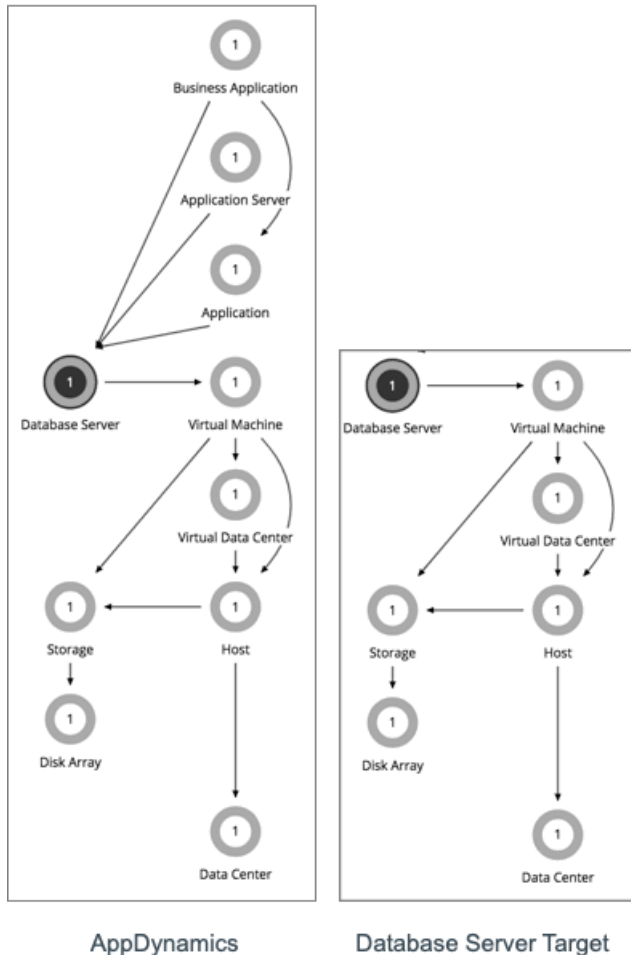 1
Business Application
1
Application Server
1
Application
1
Database Server
1
Virtual Machine
1
Virtual Data Center
1
Storage
1
Host
1
Disk Array
1
Data Center
AppDynamics
1
Database Server
1
Virtual Machine
1
Virtual Data Center
1
Storage
1
Host
1
Disk Array
1
Data Center
Database Server Target